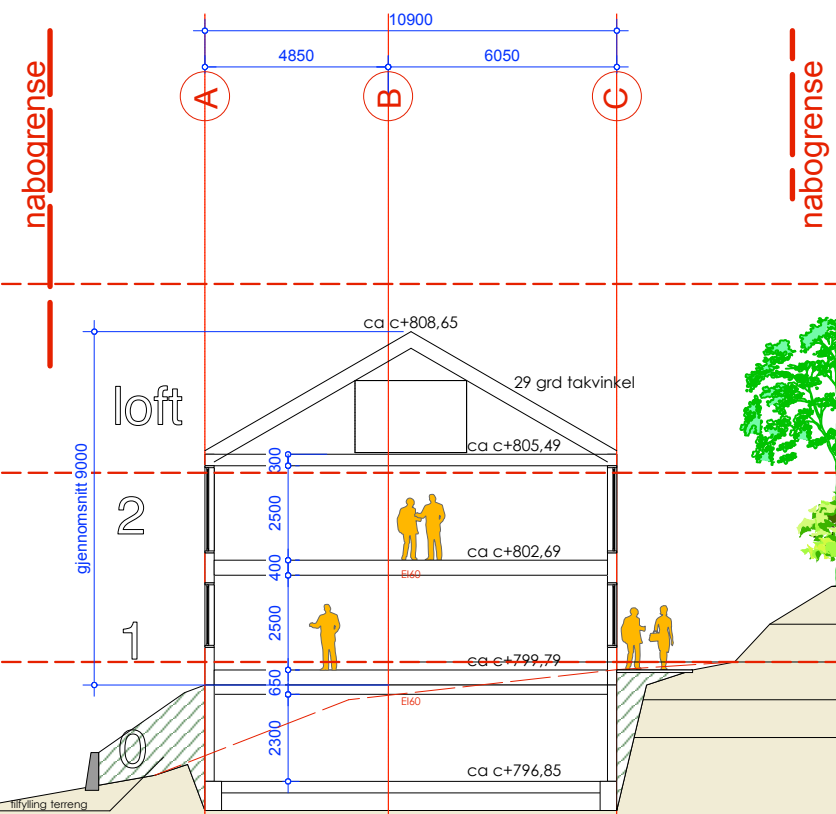 10900
4850
6050
A
B
C
nabogrense
nabogrense
ca c+808,65
29 grd takvinkel
loft
ca c+805,49
300
gjennomsnitt 9000
2
2500
ca c+802,69
400
EI60
1
2500
ca c+799,79
650
EI60
0
2300
ca c+796,85
tilfylling terreng